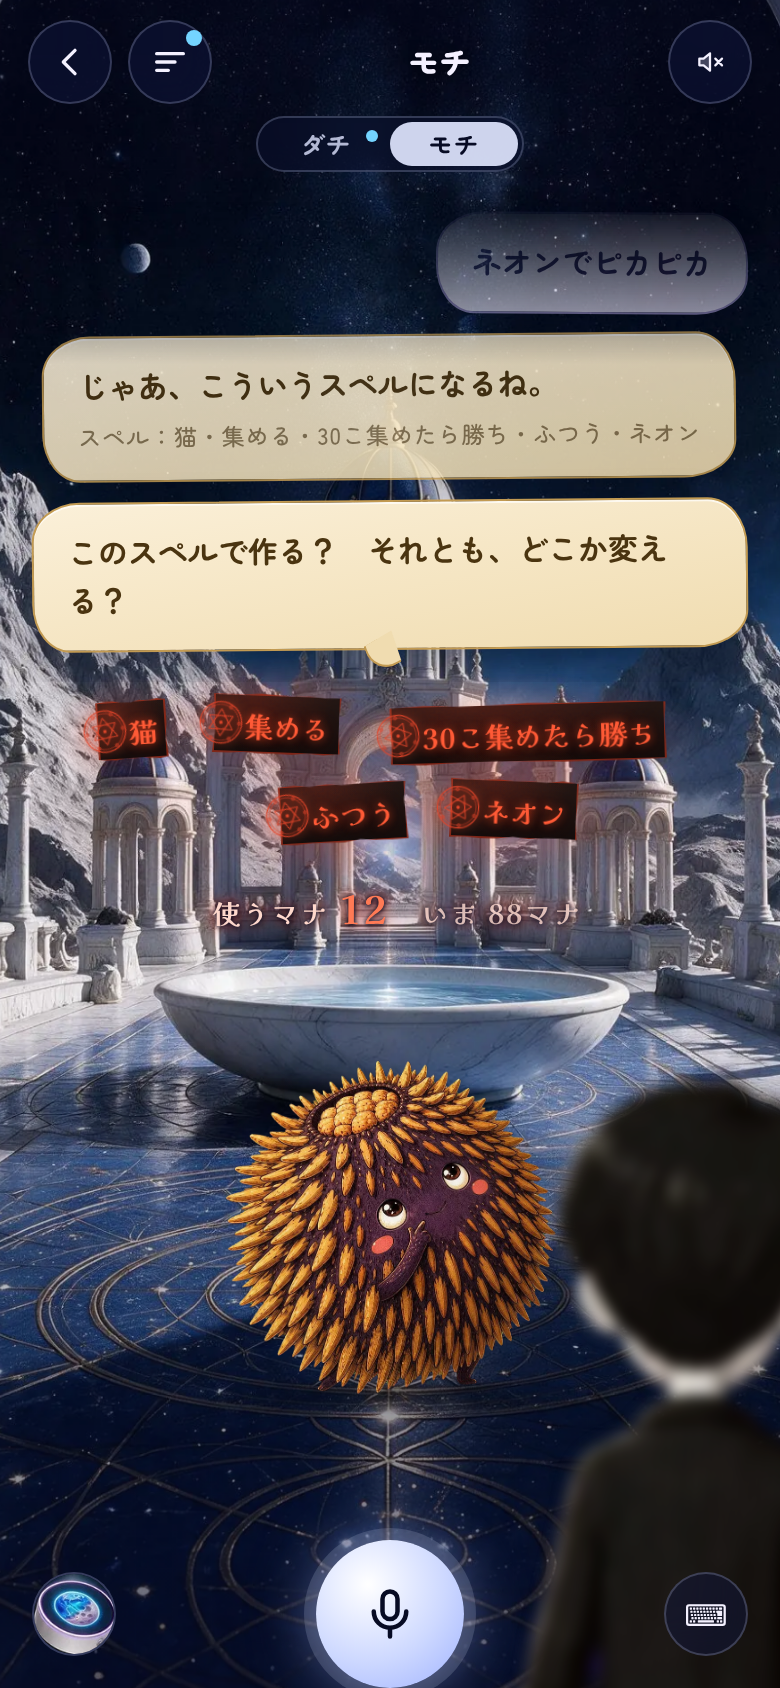 モチ
ダチ
モチ
ネオンでピカピカ
じゃあ、こういうスペルになるね。
スペル：猫・集める・30こ集めたら勝ち・ふつう・ネオン
このスペルで作る？　それとも、どこか変え
る？
猫
集める
30こ集めたら勝ち
ふつう
ネオン
使うマナ 12 いま 88マナ